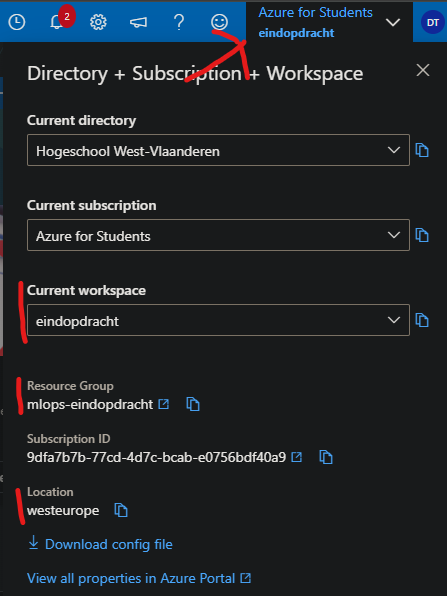 2
Azure for Students
eindopdracht
DT
Directory + Subscription + Workspace
Current directory
Hogeschool West-Vlaanderen
Current subscription
Azure for Students
Current workspace
eindopdracht
Resource Group
mlops-eindopdracht
Subscription ID
9dfa7b7b-77cd-4d7c-bcab-e0756bdf40a9
Location
westeurope
Download config file
View all properties in Azure Portal